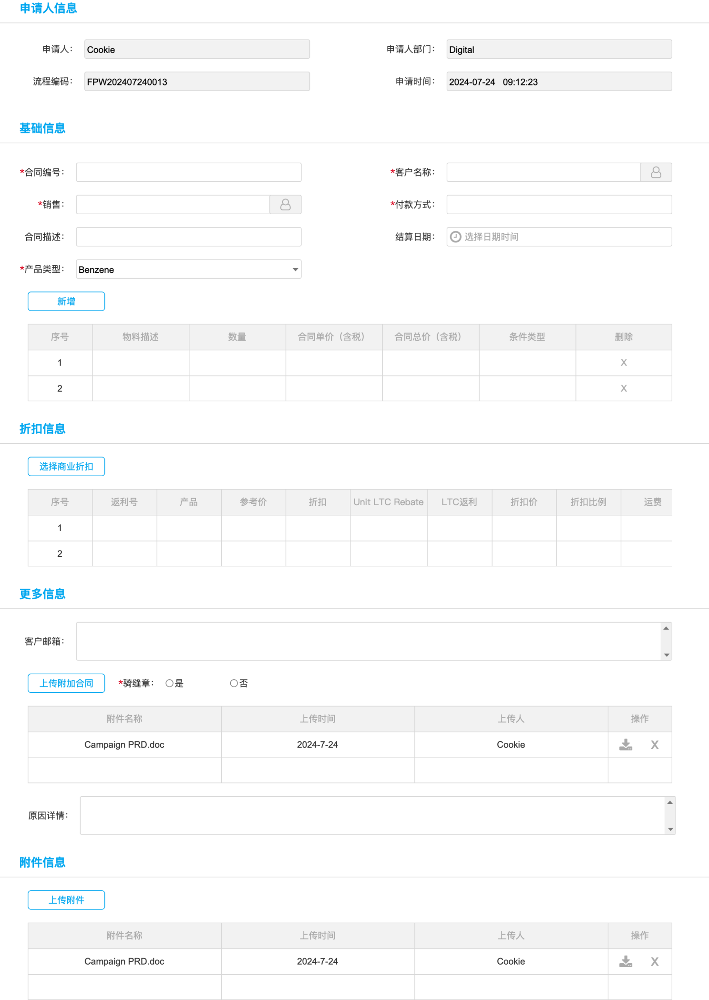 申请人信息
申请人： Cookie 申请人部门： Digital
流程编码： FPW202407240013 申请时间： 2024-07-24 09:12:23
基础信息
*合同编号： *客户名称：
*销售： *付款方式：
合同描述： 结算日期： 选择日期时间
*产品类型： Benzene
新增
序号 物料描述 数量 合同单价（含税） 合同总价（含税） 条件类型 删除
1 X
2 X
折扣信息
选择商业折扣
序号 返利号 产品 参考价 折扣 Unit LTC Rebate LTC返利 折扣价 折扣比例 运费
1
2
更多信息
客户邮箱：
上传附加合同 *骑缝章： 是 否
附件名称 上传时间 上传人 操作
Campaign PRD.doc 2024-7-24 Cookie X
原因详情：
附件信息
上传附件
附件名称 上传时间 上传人 操作
Campaign PRD.doc 2024-7-24 Cookie X